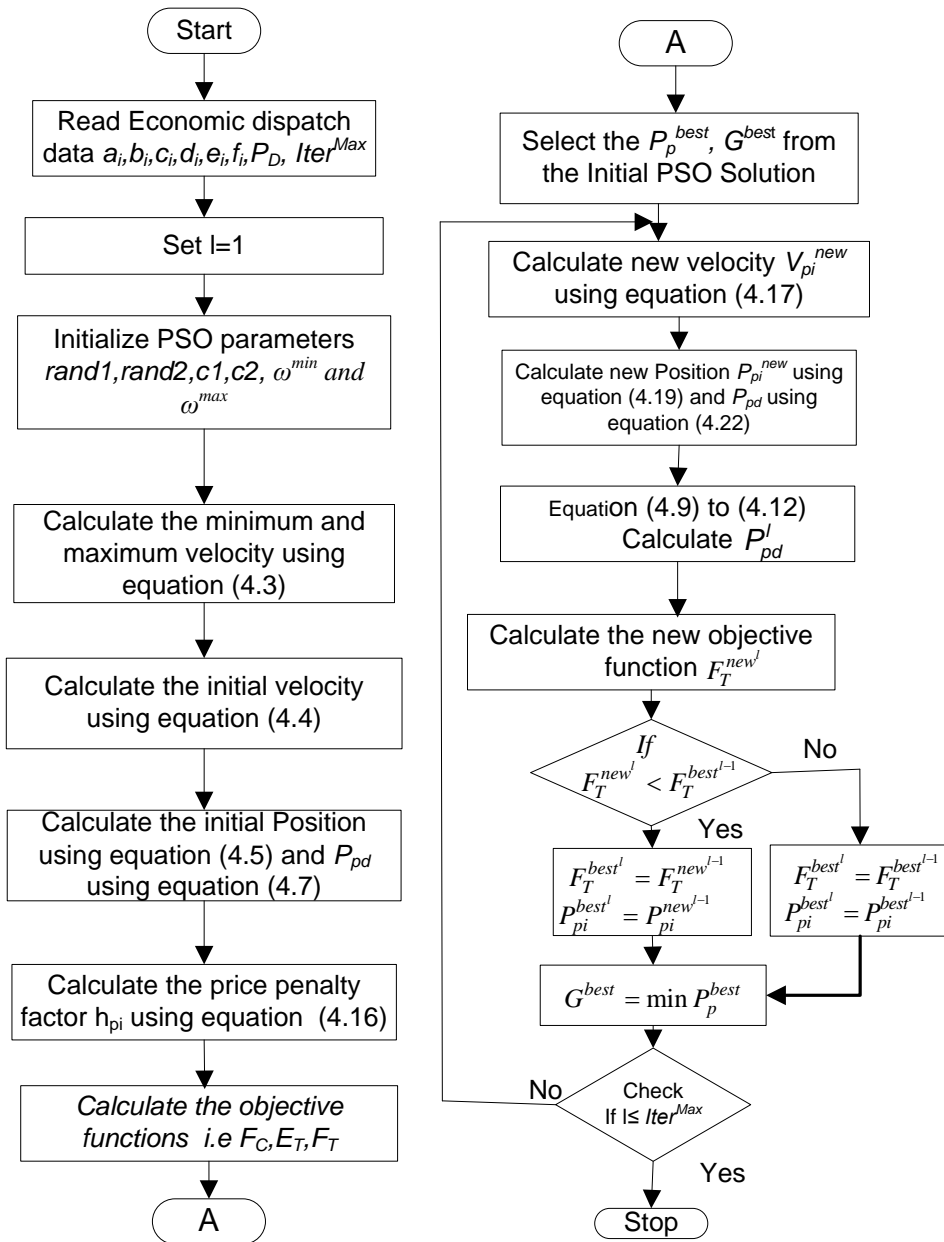 Start
Read Economic dispatch
data a_i,b_i,c_i,d_i,e_i,f_i,P_D, Iter^Max
Set l=1
Initialize PSO parameters
rand1,rand2,c1,c2, ω^min and
ω^max
Calculate the minimum and
maximum velocity using
equation (4.3)
Calculate the initial velocity
using equation (4.4)
Calculate the initial Position
using equation (4.5) and P_pd
using equation (4.7)
Calculate the price penalty
factor h_pi using equation (4.16)
Calculate the objective
functions i.e F_C,E_T,F_T
A
A
Select the P_p^best, G^best from
the Initial PSO Solution
Calculate new velocity V_pi^new
using equation (4.17)
Calculate new Position P_pi^new using
equation (4.19) and P_pd using
equation (4.22)
Equation (4.9) to (4.12)
Calculate P_pd^l
Calculate the new objective
function F_T^new^l
If
F_T^new^l < F_T^best^l-1
No
Yes
F_T^best^l = F_T^new^l-1
P_pi^best^l = P_pi^new^l-1
F_T^best^l = F_T^best^l-1
P_pi^best^l = P_pi^best^l-1
G^best = min P_p^best
No
Check
If l≤ Iter^Max
Yes
Stop